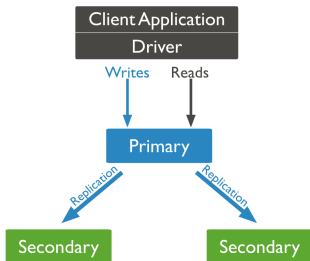 Client Application
Driver
Writes
Reads
Primary
Replication
Replication
Secondary
Secondary